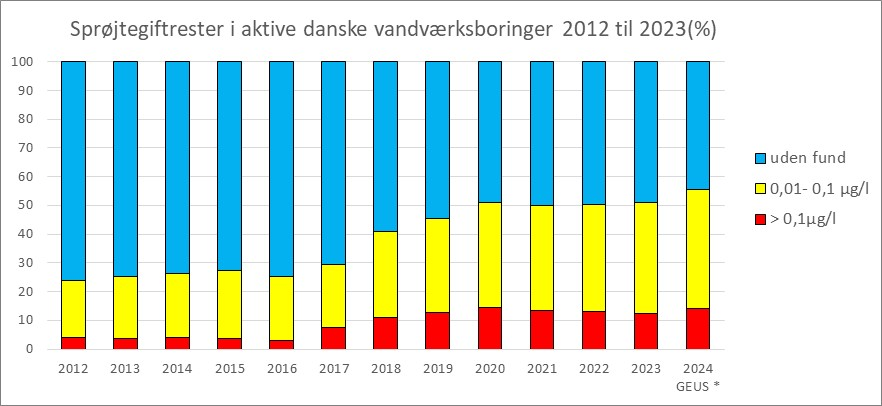 Sprøjtegiftrester i aktive danske vandværksboringer 2012 til 2023(%)
100
90
80
70
60
50
40
30
20
10
0
2012 2013 2014 2015 2016 2017 2018 2019 2020 2021 2022 2023 2024
GEUS *
uden fund
0,01- 0,1 µg/l
> 0,1µg/l